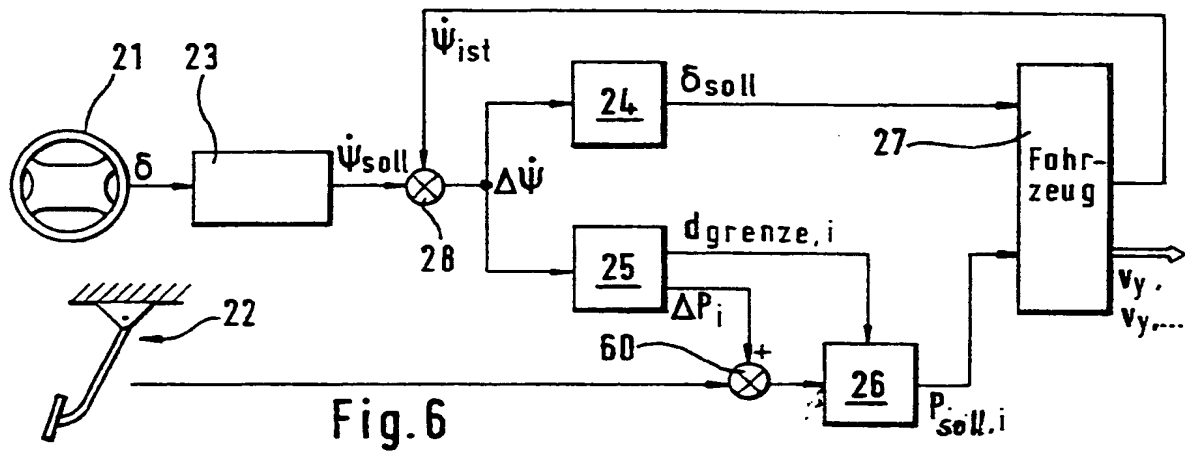 21
23
ψ̇ist
24
δsoll
27
Fahr-
zeug
δ
ψ̇soll
Δψ̇
28
25
dgrenze,i
ΔPi
vy,
vy,...
22
60
+
26
Psoll,i
Fig.6